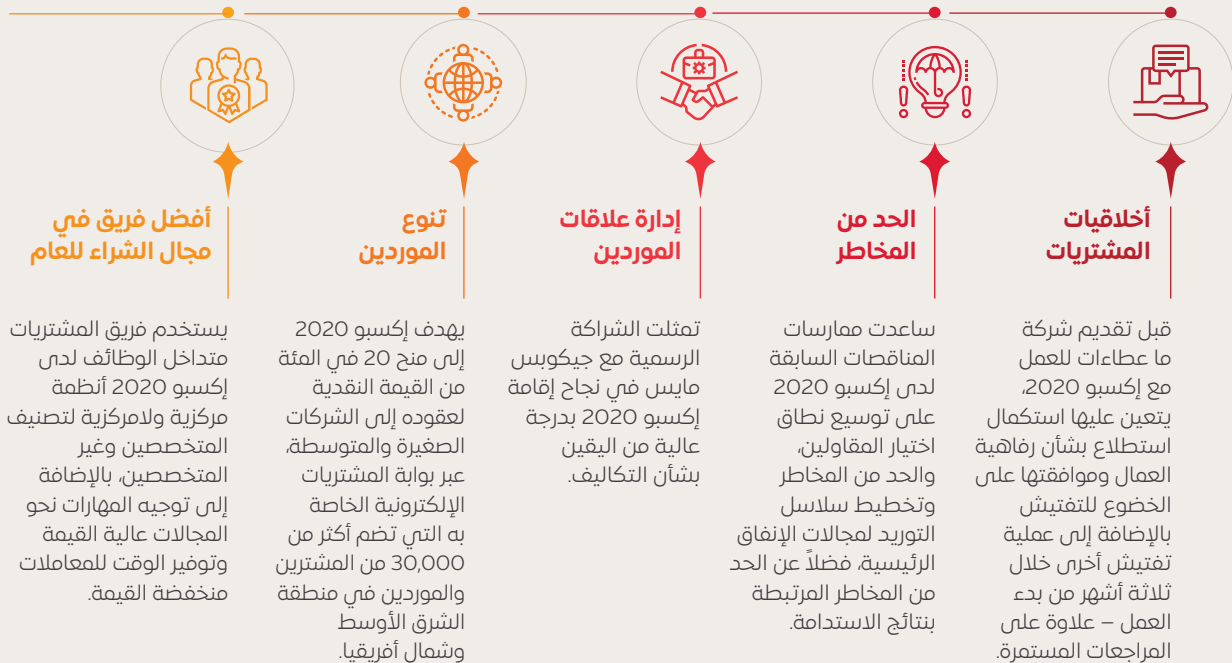 أخلاقيات
المشتريات
قبل تقديم شركة
ما عطاءات للعمل
مع إكسبو 2020،
يتعين عليها استكمال
استطلاع بشأن رفاهية
العمال وموافقتها على
الخضوع للتفتيش
بالإضافة إلى عملية
تفتيش أخرى خلال
ثلاثة أشهر من بدء
العمل – علاوة على
المراجعات المستمرة.
الحد من
المخاطر
ساعدت ممارسات
المناقصات السابقة
لدى إكسبو 2020
على توسيع نطاق
اختيار المقاولين،
والحد من المخاطر
وتخطيط سلاسل
التوريد لمجالات الإنفاق
الرئيسية، فضلاً عن الحد
من المخاطر المرتبطة
بنتائج الاستدامة.
إدارة علاقات
الموردين
تمثلت الشراكة
الرسمية مع جيكوبس
مايس في نجاح إقامة
إكسبو 2020 بدرجة
عالية من اليقين
بشأن التكاليف.
تنوع
الموردين
يهدف إكسبو 2020
إلى منح 20 في المئة
من القيمة النقدية
لعقوده إلى الشركات
الصغيرة والمتوسطة،
عبر بوابة المشتريات
الإلكترونية الخاصة
به التي تضم أكثر من
30,000 من المشترين
والموردين في منطقة
الشرق الأوسط
وشمال أفريقيا.
أفضل فريق في
مجال الشراء للعام
يستخدم فريق المشتريات
متداخل الوظائف لدى
إكسبو 2020 أنظمة
مركزية ولامركزية لتصنيف
المتخصصين وغير
المتخصصين، بالإضافة
إلى توجيه المهارات نحو
المجالات عالية القيمة
وتوفير الوقت للمعاملات
منخفضة القيمة.